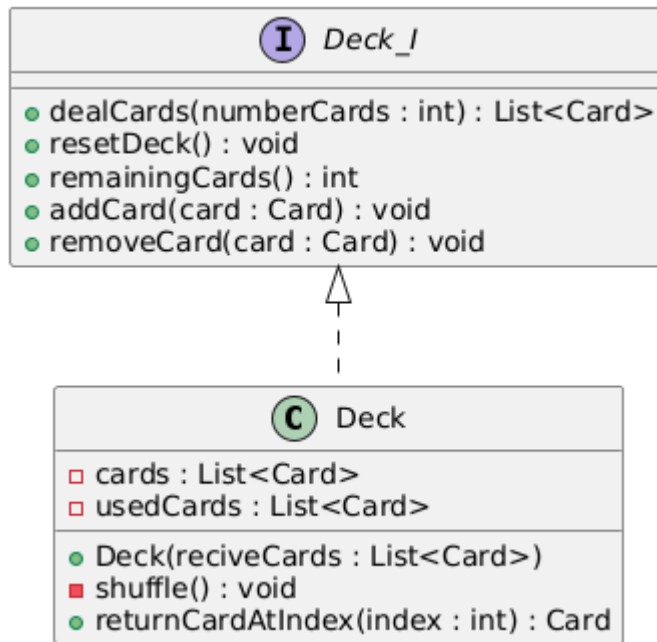 I Deck_I
dealCards(numberCards : int) : List<Card>
resetDeck() : void
remainingCards() : int
addCard(card : Card) : void
removeCard(card : Card) : void
C Deck
cards : List<Card>
usedCards : List<Card>
Deck(reciveCards : List<Card>)
shuffle() : void
returnCardAtIndex(index : int) : Card